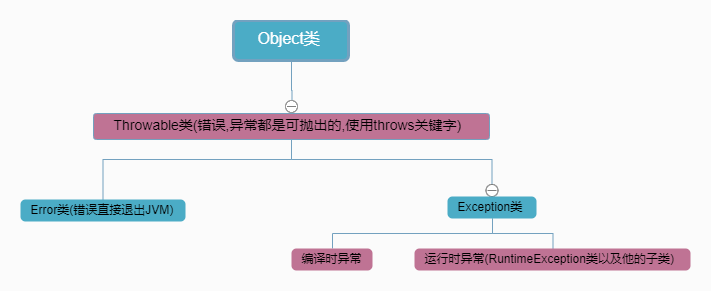 Object类
Throwable类(错误,异常都是可抛出的,使用throws关键字)
Error类(错误直接退出JVM)
Exception类
编译时异常
运行时异常(RuntimeException类以及他的子类)